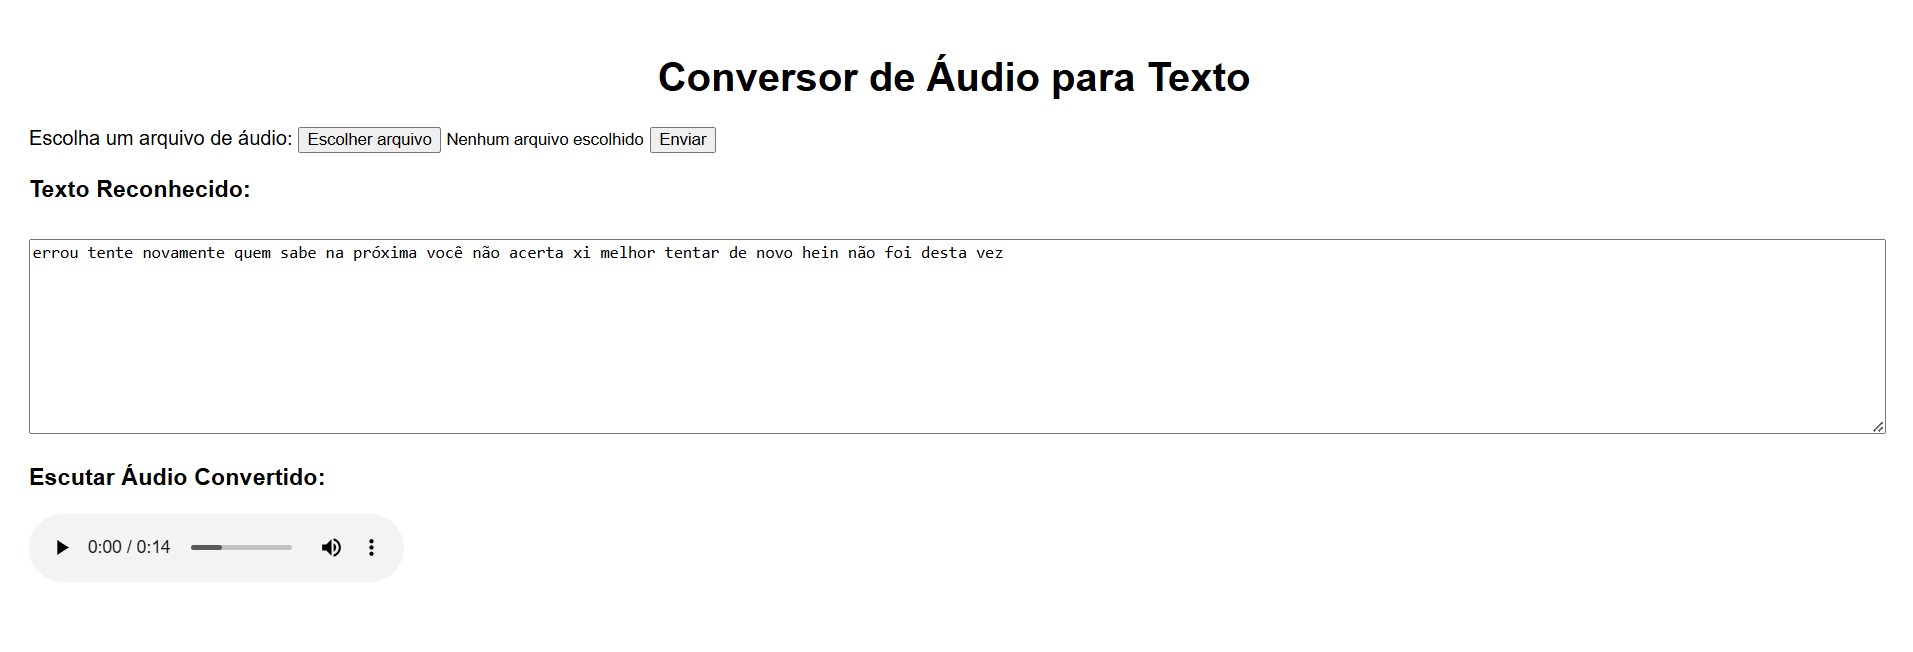 Conversor de Áudio para Texto
Escolha um arquivo de áudio: Escolher arquivo Nenhum arquivo escolhido Enviar
Texto Reconhecido:
errou tente novamente quem sabe na próxima você não acerta xi melhor tentar de novo hein não foi desta vez
Escutar Áudio Convertido:
0:00 / 0:14